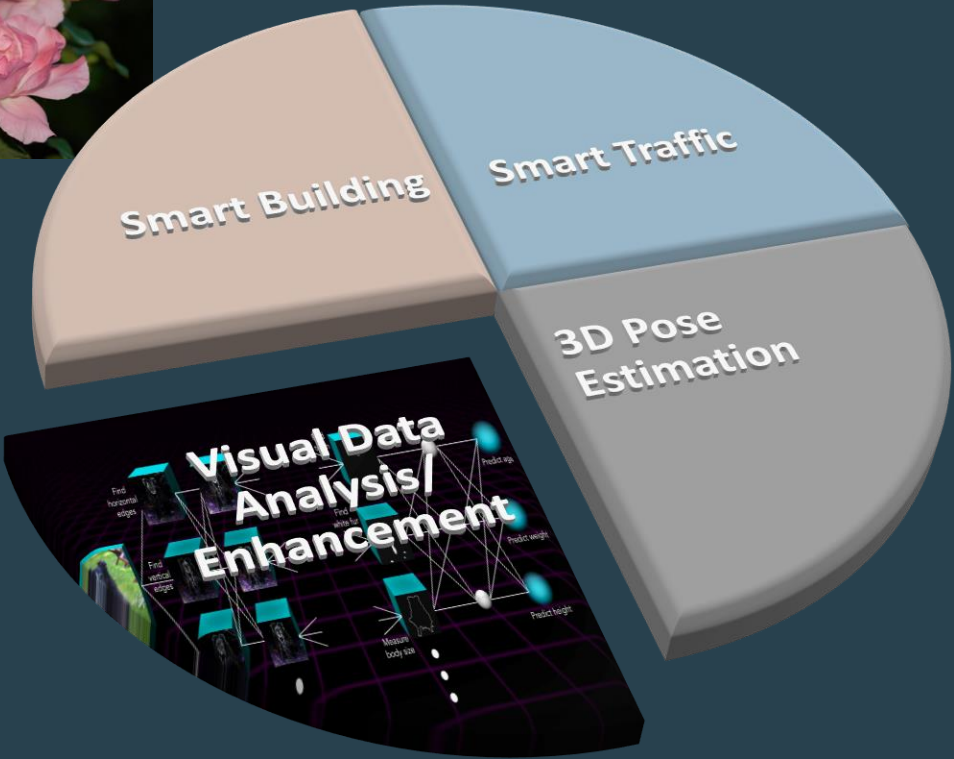 Smart Building
Smart Traffic
3D Pose
Estimation
Visual Data
Analysis/
Enhancement
Find
horizontal
edges
Find
vertical
edges
Find
Measure
body size
Predict
Predict weight
Predict height